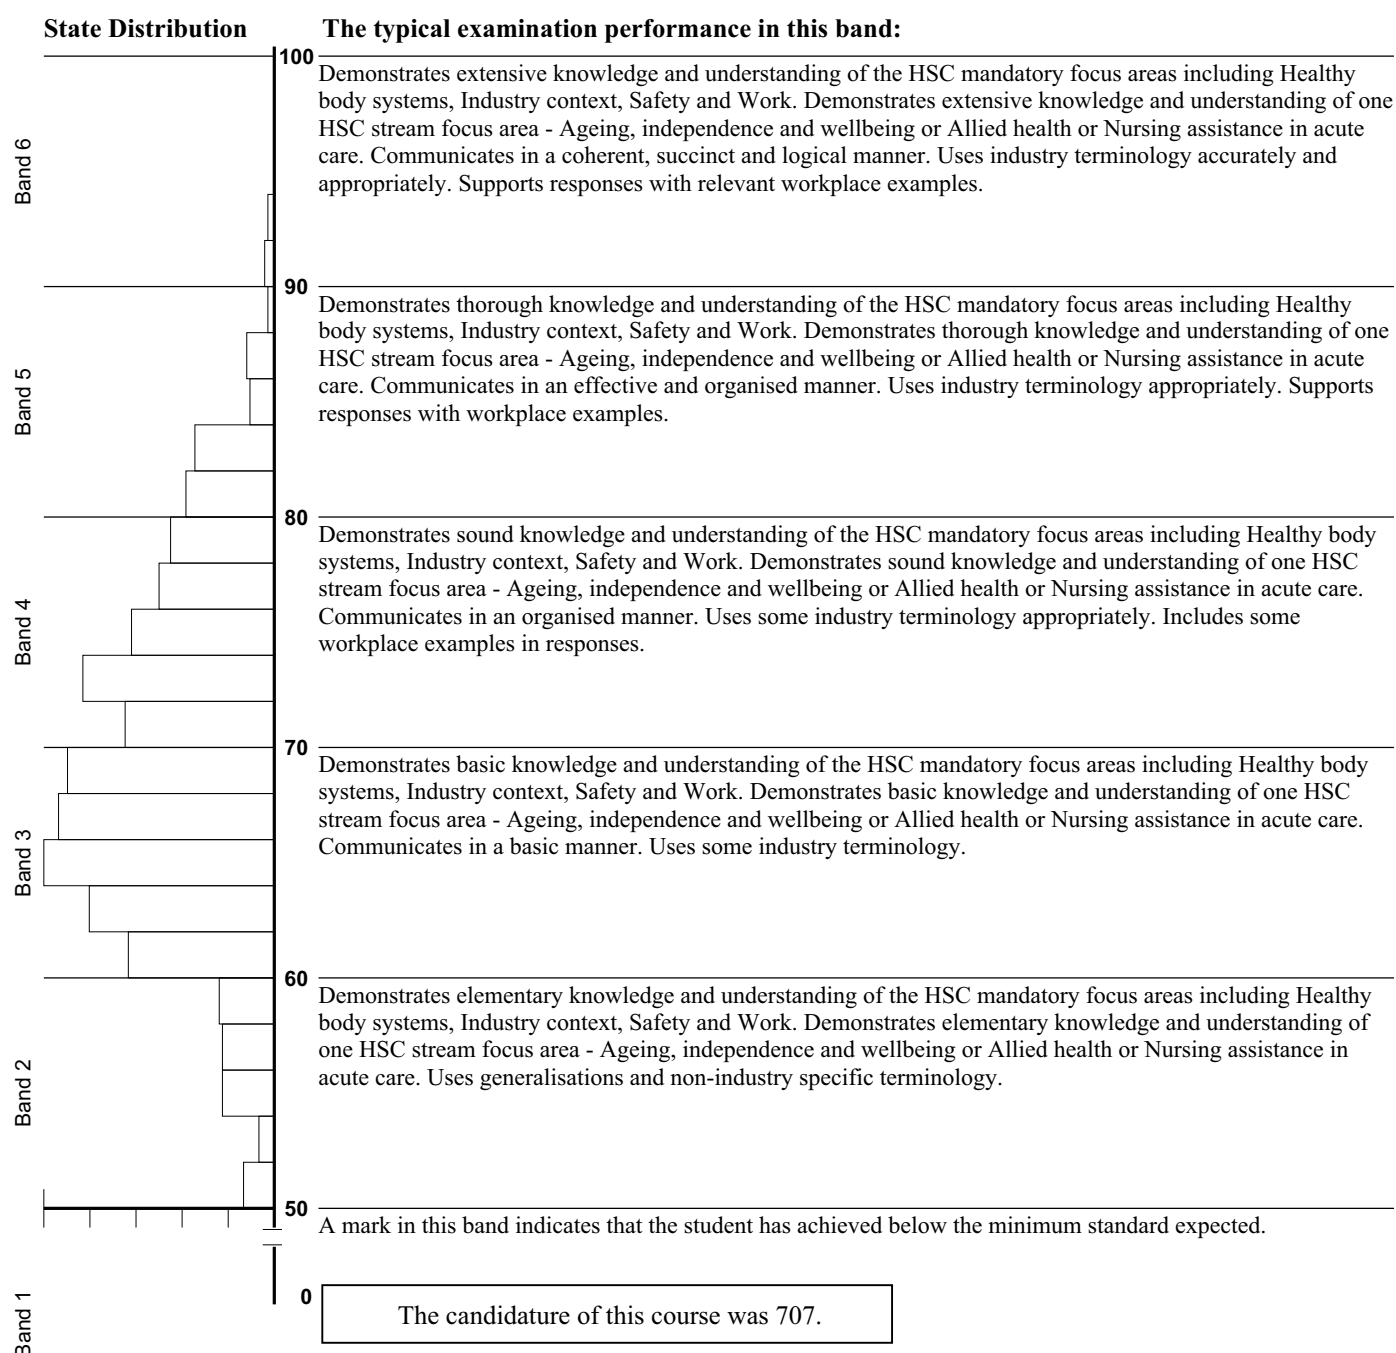 State Distribution
The typical examination performance in this band:
100
Demonstrates extensive knowledge and understanding of the HSC mandatory focus areas including Healthy
body systems, Industry context, Safety and Work. Demonstrates extensive knowledge and understanding of one
HSC stream focus area - Ageing, independence and wellbeing or Allied health or Nursing assistance in acute
care. Communicates in a coherent, succinct and logical manner. Uses industry terminology accurately and
appropriately. Supports responses with relevant workplace examples.
Band 6
90
Demonstrates thorough knowledge and understanding of the HSC mandatory focus areas including Healthy
body systems, Industry context, Safety and Work. Demonstrates thorough knowledge and understanding of one
HSC stream focus area - Ageing, independence and wellbeing or Allied health or Nursing assistance in acute
care. Communicates in an effective and organised manner. Uses industry terminology appropriately. Supports
responses with workplace examples.
Band 5
80
Demonstrates sound knowledge and understanding of the HSC mandatory focus areas including Healthy body
systems, Industry context, Safety and Work. Demonstrates sound knowledge and understanding of one HSC
stream focus area - Ageing, independence and wellbeing or Allied health or Nursing assistance in acute care.
Communicates in an organised manner. Uses some industry terminology appropriately. Includes some
workplace examples in responses.
Band 4
70
Demonstrates basic knowledge and understanding of the HSC mandatory focus areas including Healthy body
systems, Industry context, Safety and Work. Demonstrates basic knowledge and understanding of one HSC
stream focus area - Ageing, independence and wellbeing or Allied health or Nursing assistance in acute care.
Communicates in a basic manner. Uses some industry terminology.
Band 3
60
Demonstrates elementary knowledge and understanding of the HSC mandatory focus areas including Healthy
body systems, Industry context, Safety and Work. Demonstrates elementary knowledge and understanding of
one HSC stream focus area - Ageing, independence and wellbeing or Allied health or Nursing assistance in
acute care. Uses generalisations and non-industry specific terminology.
Band 2
50
A mark in this band indicates that the student has achieved below the minimum standard expected.
0
The candidature of this course was 707.
Band 1